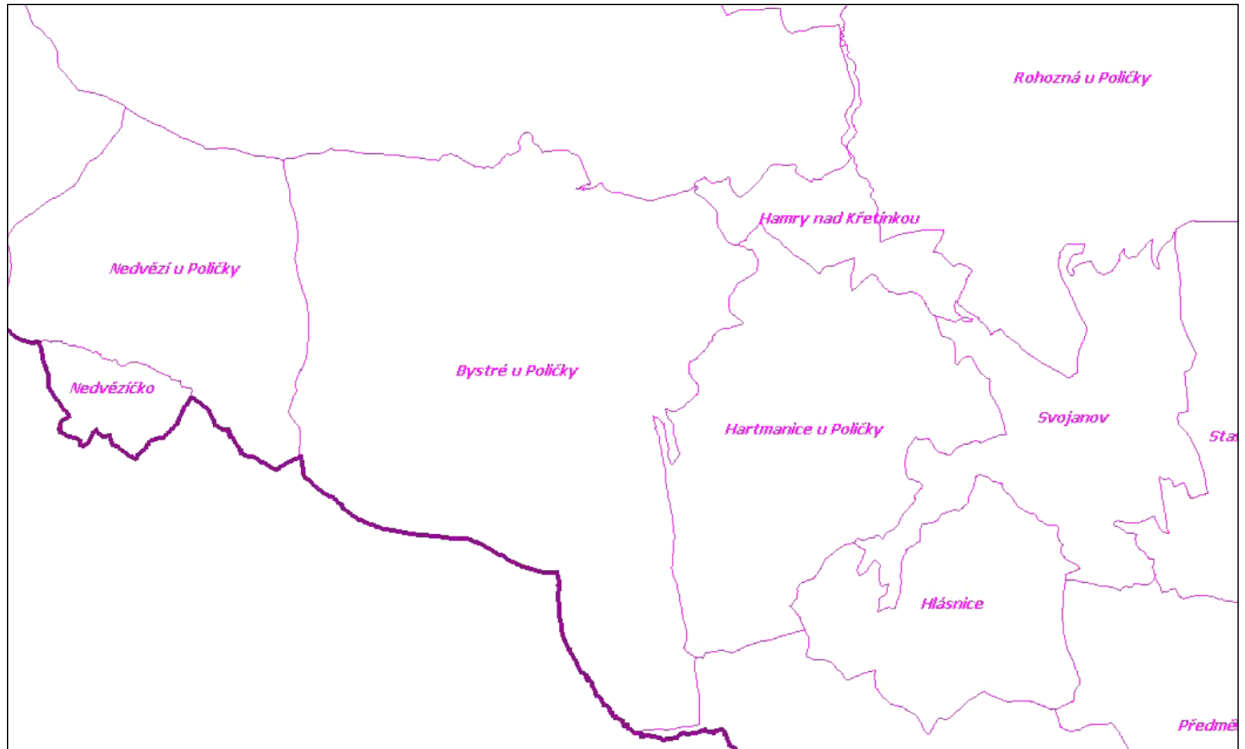 Rohozná u Poličky
Hamry nad Křetínkou
Nedvězí u Poličky
Bystré u Poličky
Nedvězíčko
Svojanov
Hartmanice u Poličky
Hlásnice